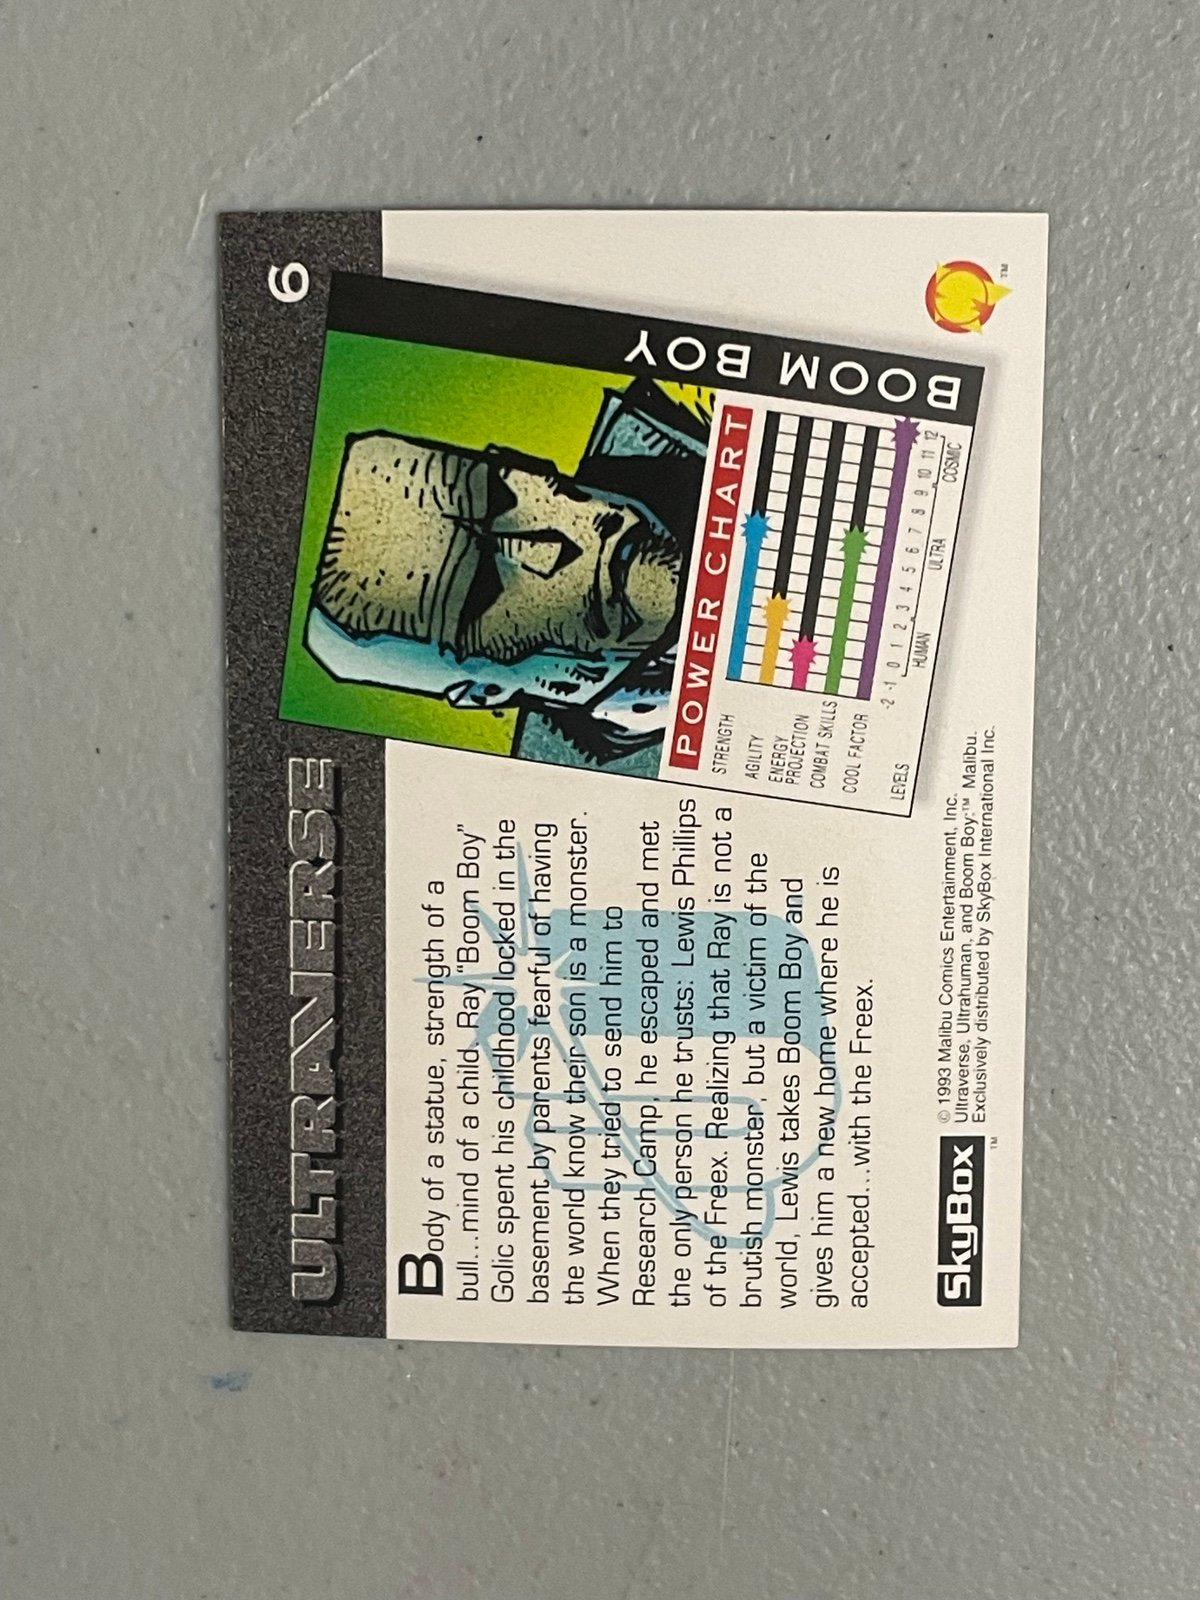 ULTRAVERSE
6
Body of a statue, strength of a
bull...mind of a child. Ray "Boom Boy"
Golic spent his childhood locked in the
basement by parents fearful of having
the world know their son is a monster.
When they tried to send him to
Research Camp, he escaped and met
the only person he trusts: Lewis Phillips
of the Freex. Realizing that Ray is not a
brutish monster, but a victim of the
world, Lewis takes Boom Boy and
gives him a new home where he is
accepted...with the Freex.
BOOM BOY
POWER CHART
STRENGTH
AGILITY
ENERGY
PROJECTION
COMBAT SKILLS
COOL FACTOR
LEVELS
-2 -1 0 1 2 3 4 5 6 7 8 9 10 11 12
HUMAN ULTRA COSMIC
SkyBox
TM
© 1993 Malibu Comics Entertainment, Inc.
Ultraverse, Ultrahuman, and Boom Boy:™ Malibu.
Exclusively distributed by SkyBox International Inc.
TM